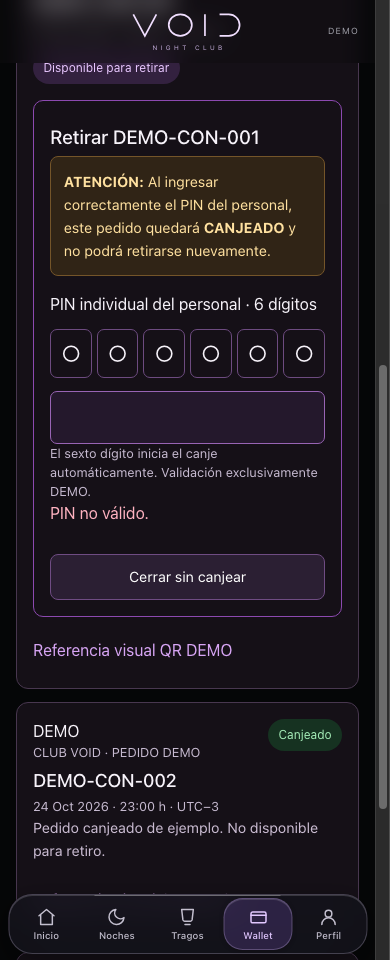 VOID
NIGHT CLUB
DEMO
Disponible para retirar
Retirar DEMO-CON-001
ATENCIÓN: Al ingresar
correctamente el PIN del personal,
este pedido quedará CANJEADO y
no podrá retirarse nuevamente.
PIN individual del personal · 6 dígitos
El sexto dígito inicia el canje
automáticamente. Validación exclusivamente
DEMO.
PIN no válido.
Cerrar sin canjear
Referencia visual QR DEMO
DEMO
Canjeado
CLUB VOID · PEDIDO DEMO
DEMO-CON-002
24 Oct 2026 · 23:00 h · UTC−3
Pedido canjeado de ejemplo. No disponible
para retiro.
Inicio
Noches
Tragos
Wallet
Perfil